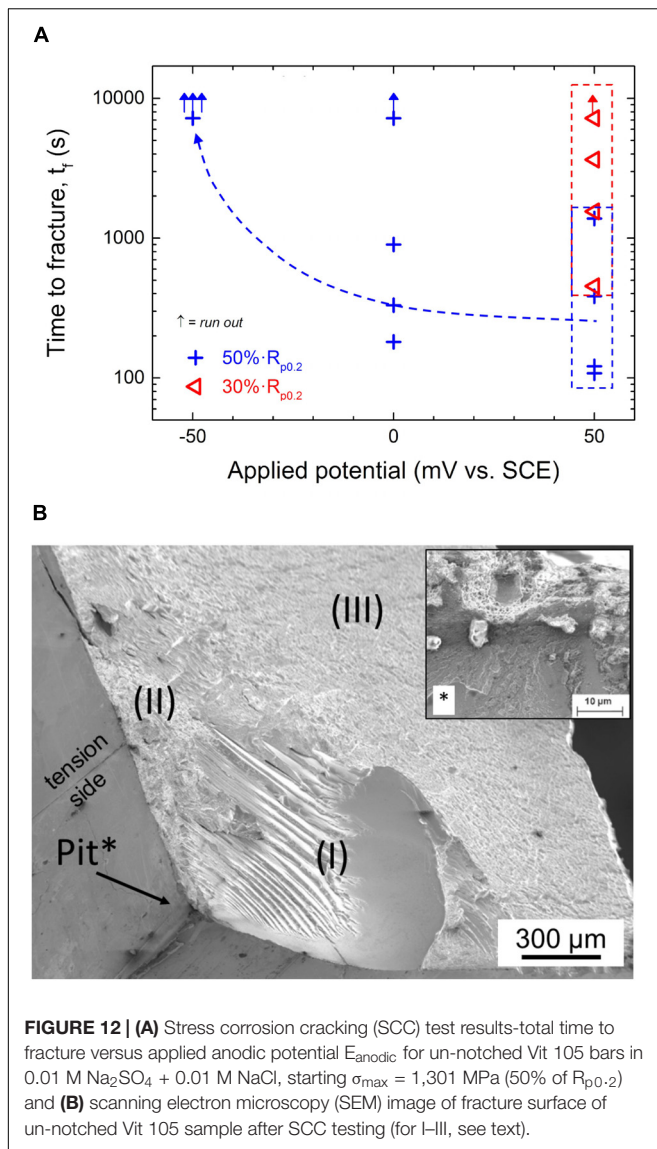 A
10000
1000
100
Time to fracture, t_f (s)
↑ = run out
50%·R_p0.2
30%·R_p0.2
-50 0 50
Applied potential (mV vs. SCE)
B
(III)
*
10 µm
(II)
tension
side
(I)
Pit*
300 µm
FIGURE 12 | (A) Stress corrosion cracking (SCC) test results-total time to
fracture versus applied anodic potential E_anodic for un-notched Vit 105 bars in
0.01 M Na₂SO₄ + 0.01 M NaCl, starting σ_max = 1,301 MPa (50% of R_p0.2)
and (B) scanning electron microscopy (SEM) image of fracture surface of
un-notched Vit 105 sample after SCC testing (for I–III, see text).